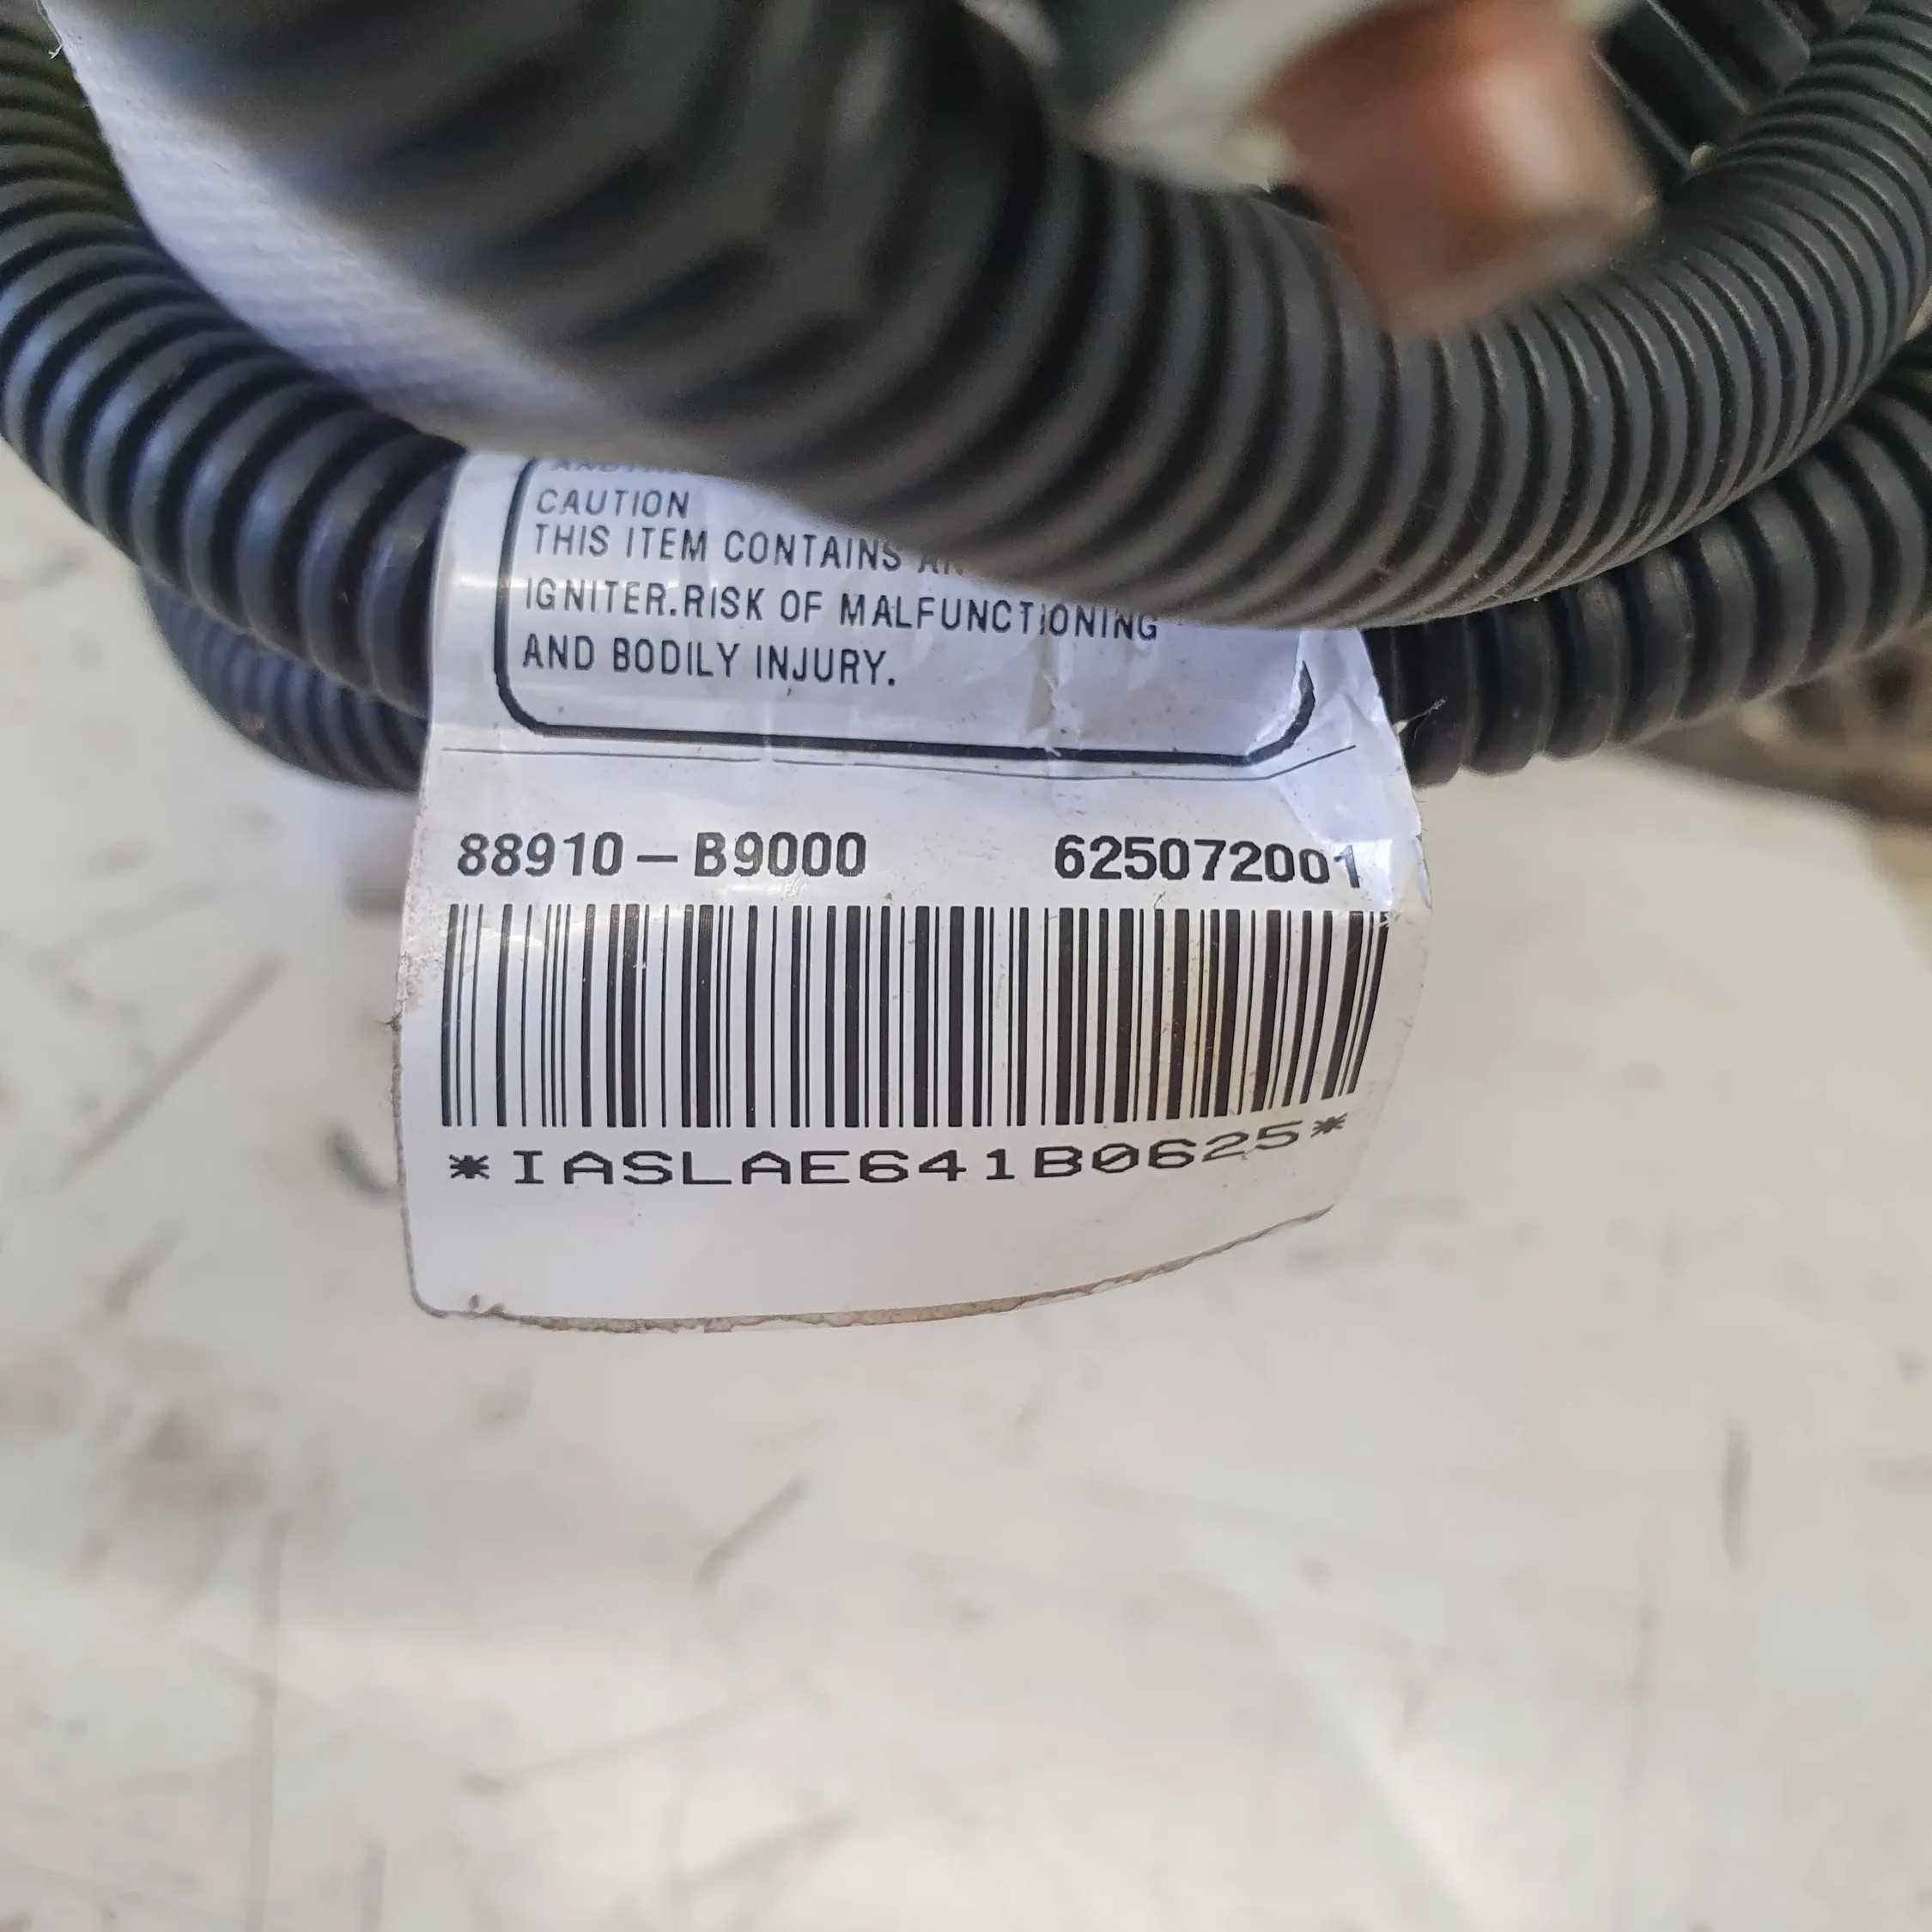 CAUTION
THIS ITEM CONTAINS
IGNITER.RISK OF MALFUNCTIONING
AND BODILY INJURY.
88910-B9000 625072001
*IASLAE641B0625*